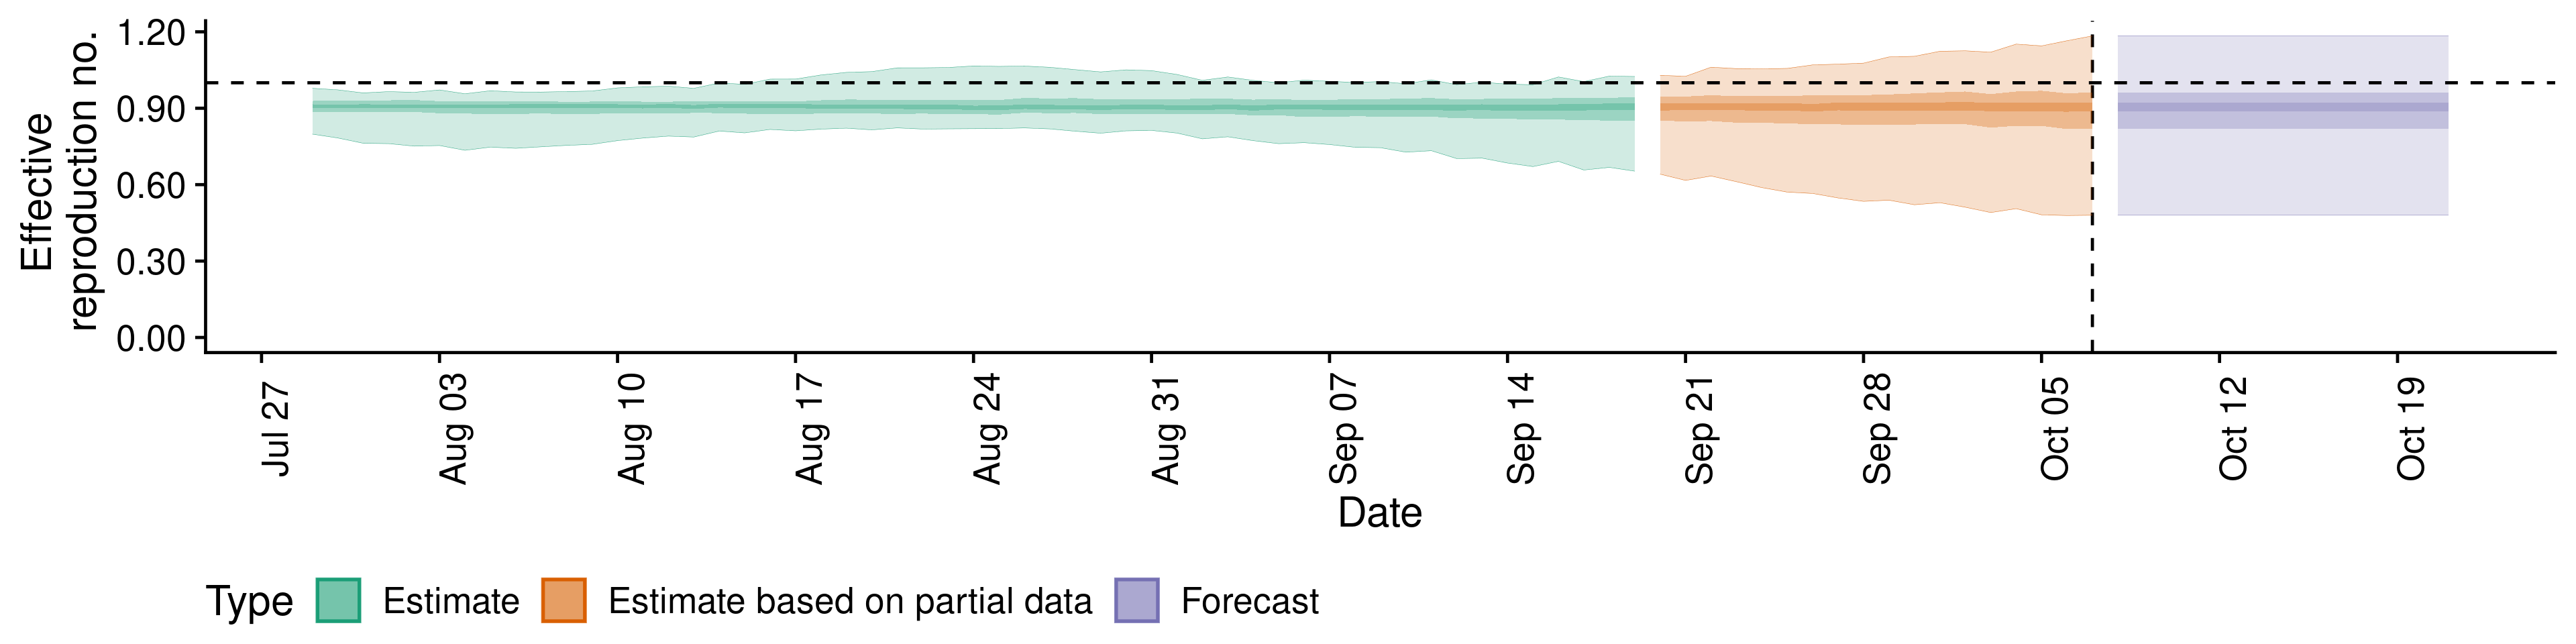 Effective
reproduction no.
1.20
0.90
0.60
0.30
0.00
Jul 27
Aug 03
Aug 10
Aug 17
Aug 24
Aug 31
Sep 07
Sep 14
Sep 21
Sep 28
Oct 05
Oct 12
Oct 19
Date
Type
Estimate
Estimate based on partial data
Forecast